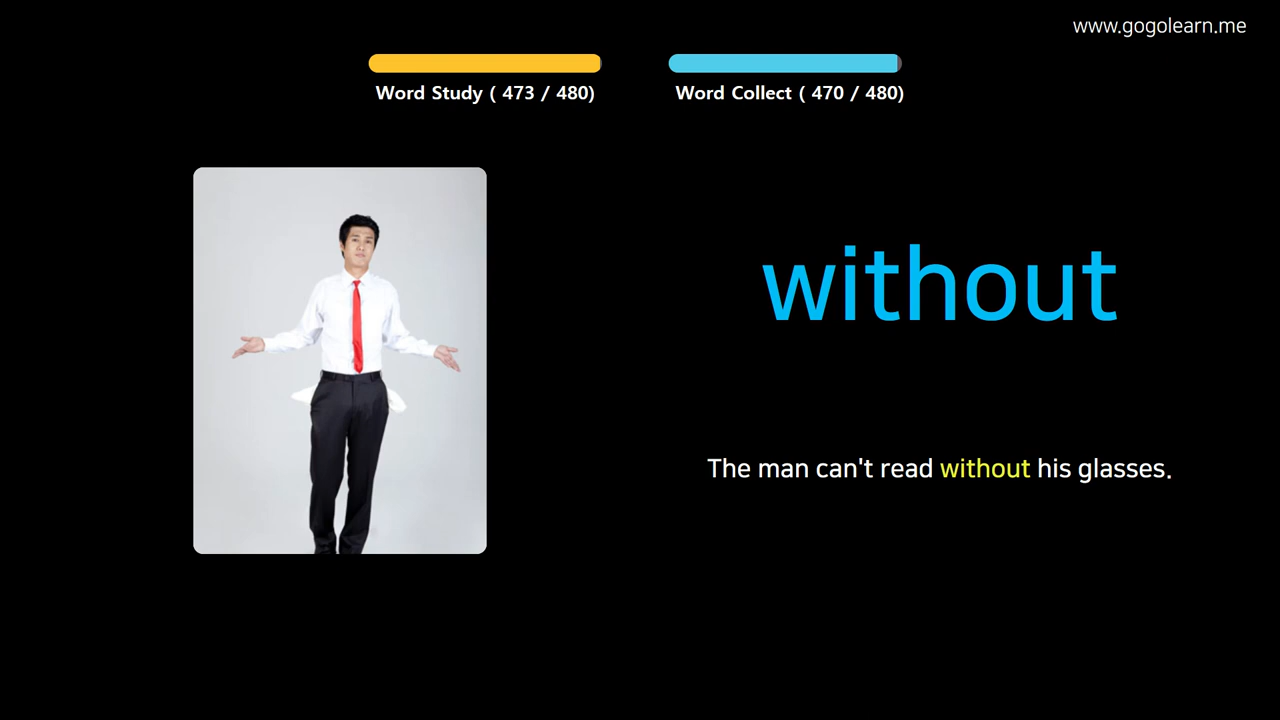 www.gogolearn.me
Word Study ( 473 / 480)
Word Collect ( 470 / 480)
without
The man can't read without his glasses.